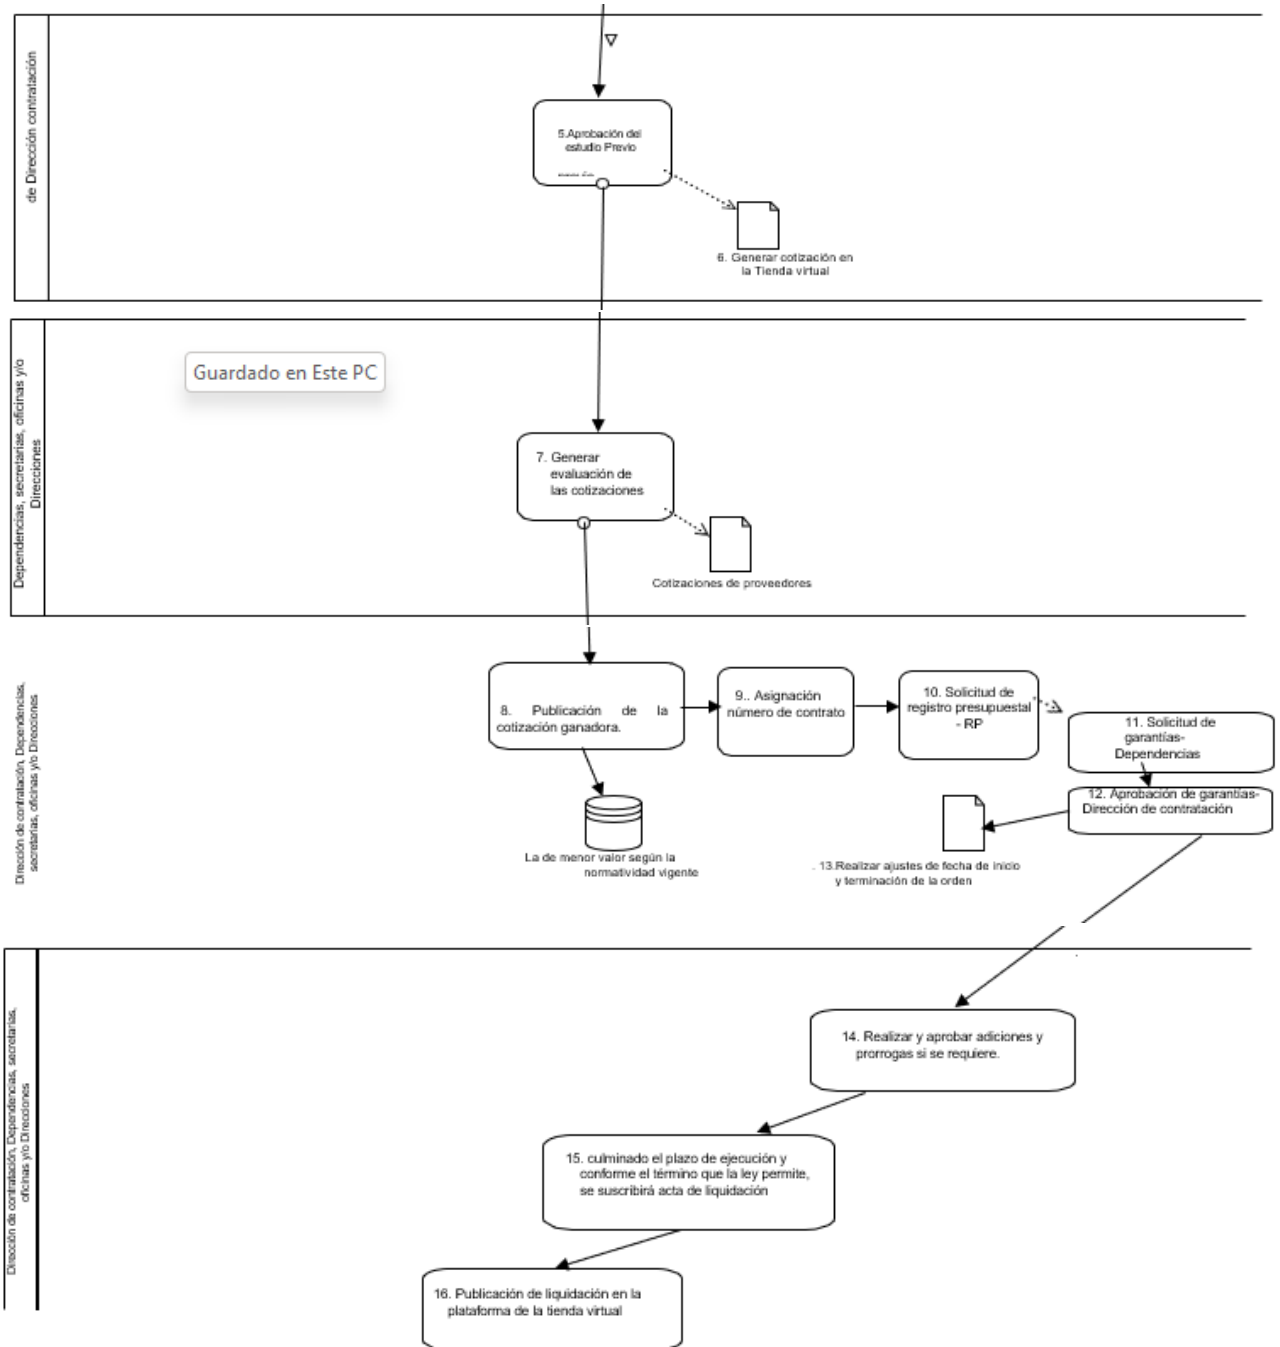 de Dirección contratación
5.Aprobación del
estudio Previo
6. Generar cotización en
la Tienda virtual
Dependencias, secretarias, oficinas y/o
Direcciones
Guardado en Este PC
7. Generar
evaluación de
las cotizaciones
Cotizaciones de proveedores
Dirección de contratación, Dependencias,
secretarias, oficinas y/o Direcciones
8. Publicación de la
cotización ganadora.
9.. Asignación
número de contrato
10. Solicitud de
registro presupuestal
- RP
11. Solicitud de
garantías-
Dependencias
12. Aprobación de garantías-
Dirección de contratación
La de menor valor según la
normatividad vigente
. 13.Realizar ajustes de fecha de inicio
y terminación de la orden
Dirección de contratación, Dependencias, secretarias,
oficinas y/o Direcciones
14. Realizar y aprobar adiciones y
prorrogas si se requiere.
15. culminado el plazo de ejecución y
conforme el término que la ley permite,
se suscribirá acta de liquidación
16. Publicación de liquidación en la
plataforma de la tienda virtual